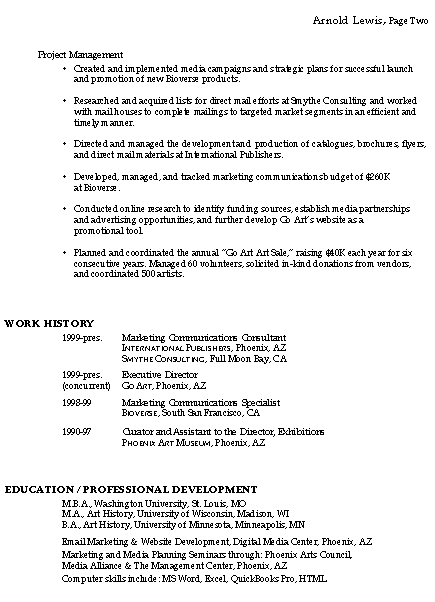 Arnold Lewis, Page Two
Project Management
• Created and implemented media campaigns and strategic plans for successful launch
and promotion of new Bioverse products.
• Researched and acquired lists for direct mail efforts at Smythe Consulting and worked
with mail houses to complete mailings to targeted market segments in an efficient and
timely manner.
• Directed and managed the development and production of catalogues, brochures, flyers,
and direct mail materials at International Publishers.
• Developed, managed, and tracked marketing communications budget of $260K
at Bioverse.
• Conducted online research to identify funding sources, establish media partnerships
and advertising opportunities, and further develop Go Art's website as a
promotional tool.
• Planned and coordinated the annual "Go Art Art Sale," raising $40K each year for six
consecutive years. Managed 60 volunteers, solicited in-kind donations from vendors,
and coordinated 500 artists.
WORK HISTORY
1999-pres. Marketing Communications Consultant
INTERNATIONAL PUBLISHERS, Phoenix, AZ
SMYTHE CONSULTING, Full Moon Bay, CA
1999-pres. Executive Director
(concurrent) GO ART, Phoenix, AZ
1998-99 Marketing Communications Specialist
BIOVERSE, South San Francisco, CA
1990-97 Curator and Assistant to the Director, Exhibitions
PHOENIX ART MUSEUM, Phoenix, AZ
EDUCATION / PROFESSIONAL DEVELOPMENT
M.B.A., Washington University, St. Louis, MO
M.A., Art History, University of Wisconsin, Madison, WI
B.A., Art History, University of Minnesota, Minneapolis, MN
Email Marketing & Website Development, Digital Media Center, Phoenix, AZ
Marketing and Media Planning Seminars through: Phoenix Arts Council,
Media Alliance & The Management Center, Phoenix, AZ
Computer skills include: MS Word, Excel, QuickBooks Pro, HTML